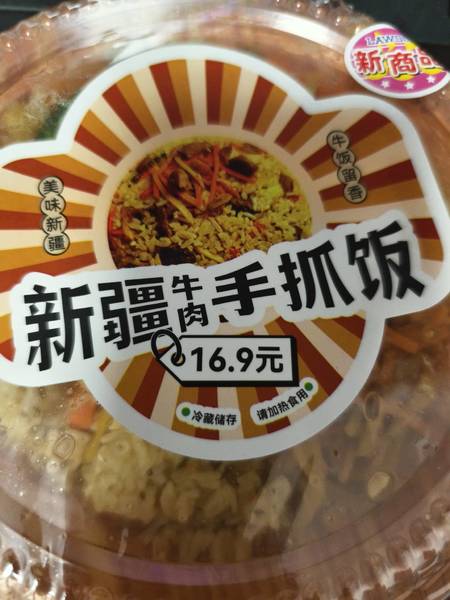 LAWSON
新商品
美味新疆
牛饭留香
新疆牛肉手抓饭
16.9元
冷藏储存 请加热食用